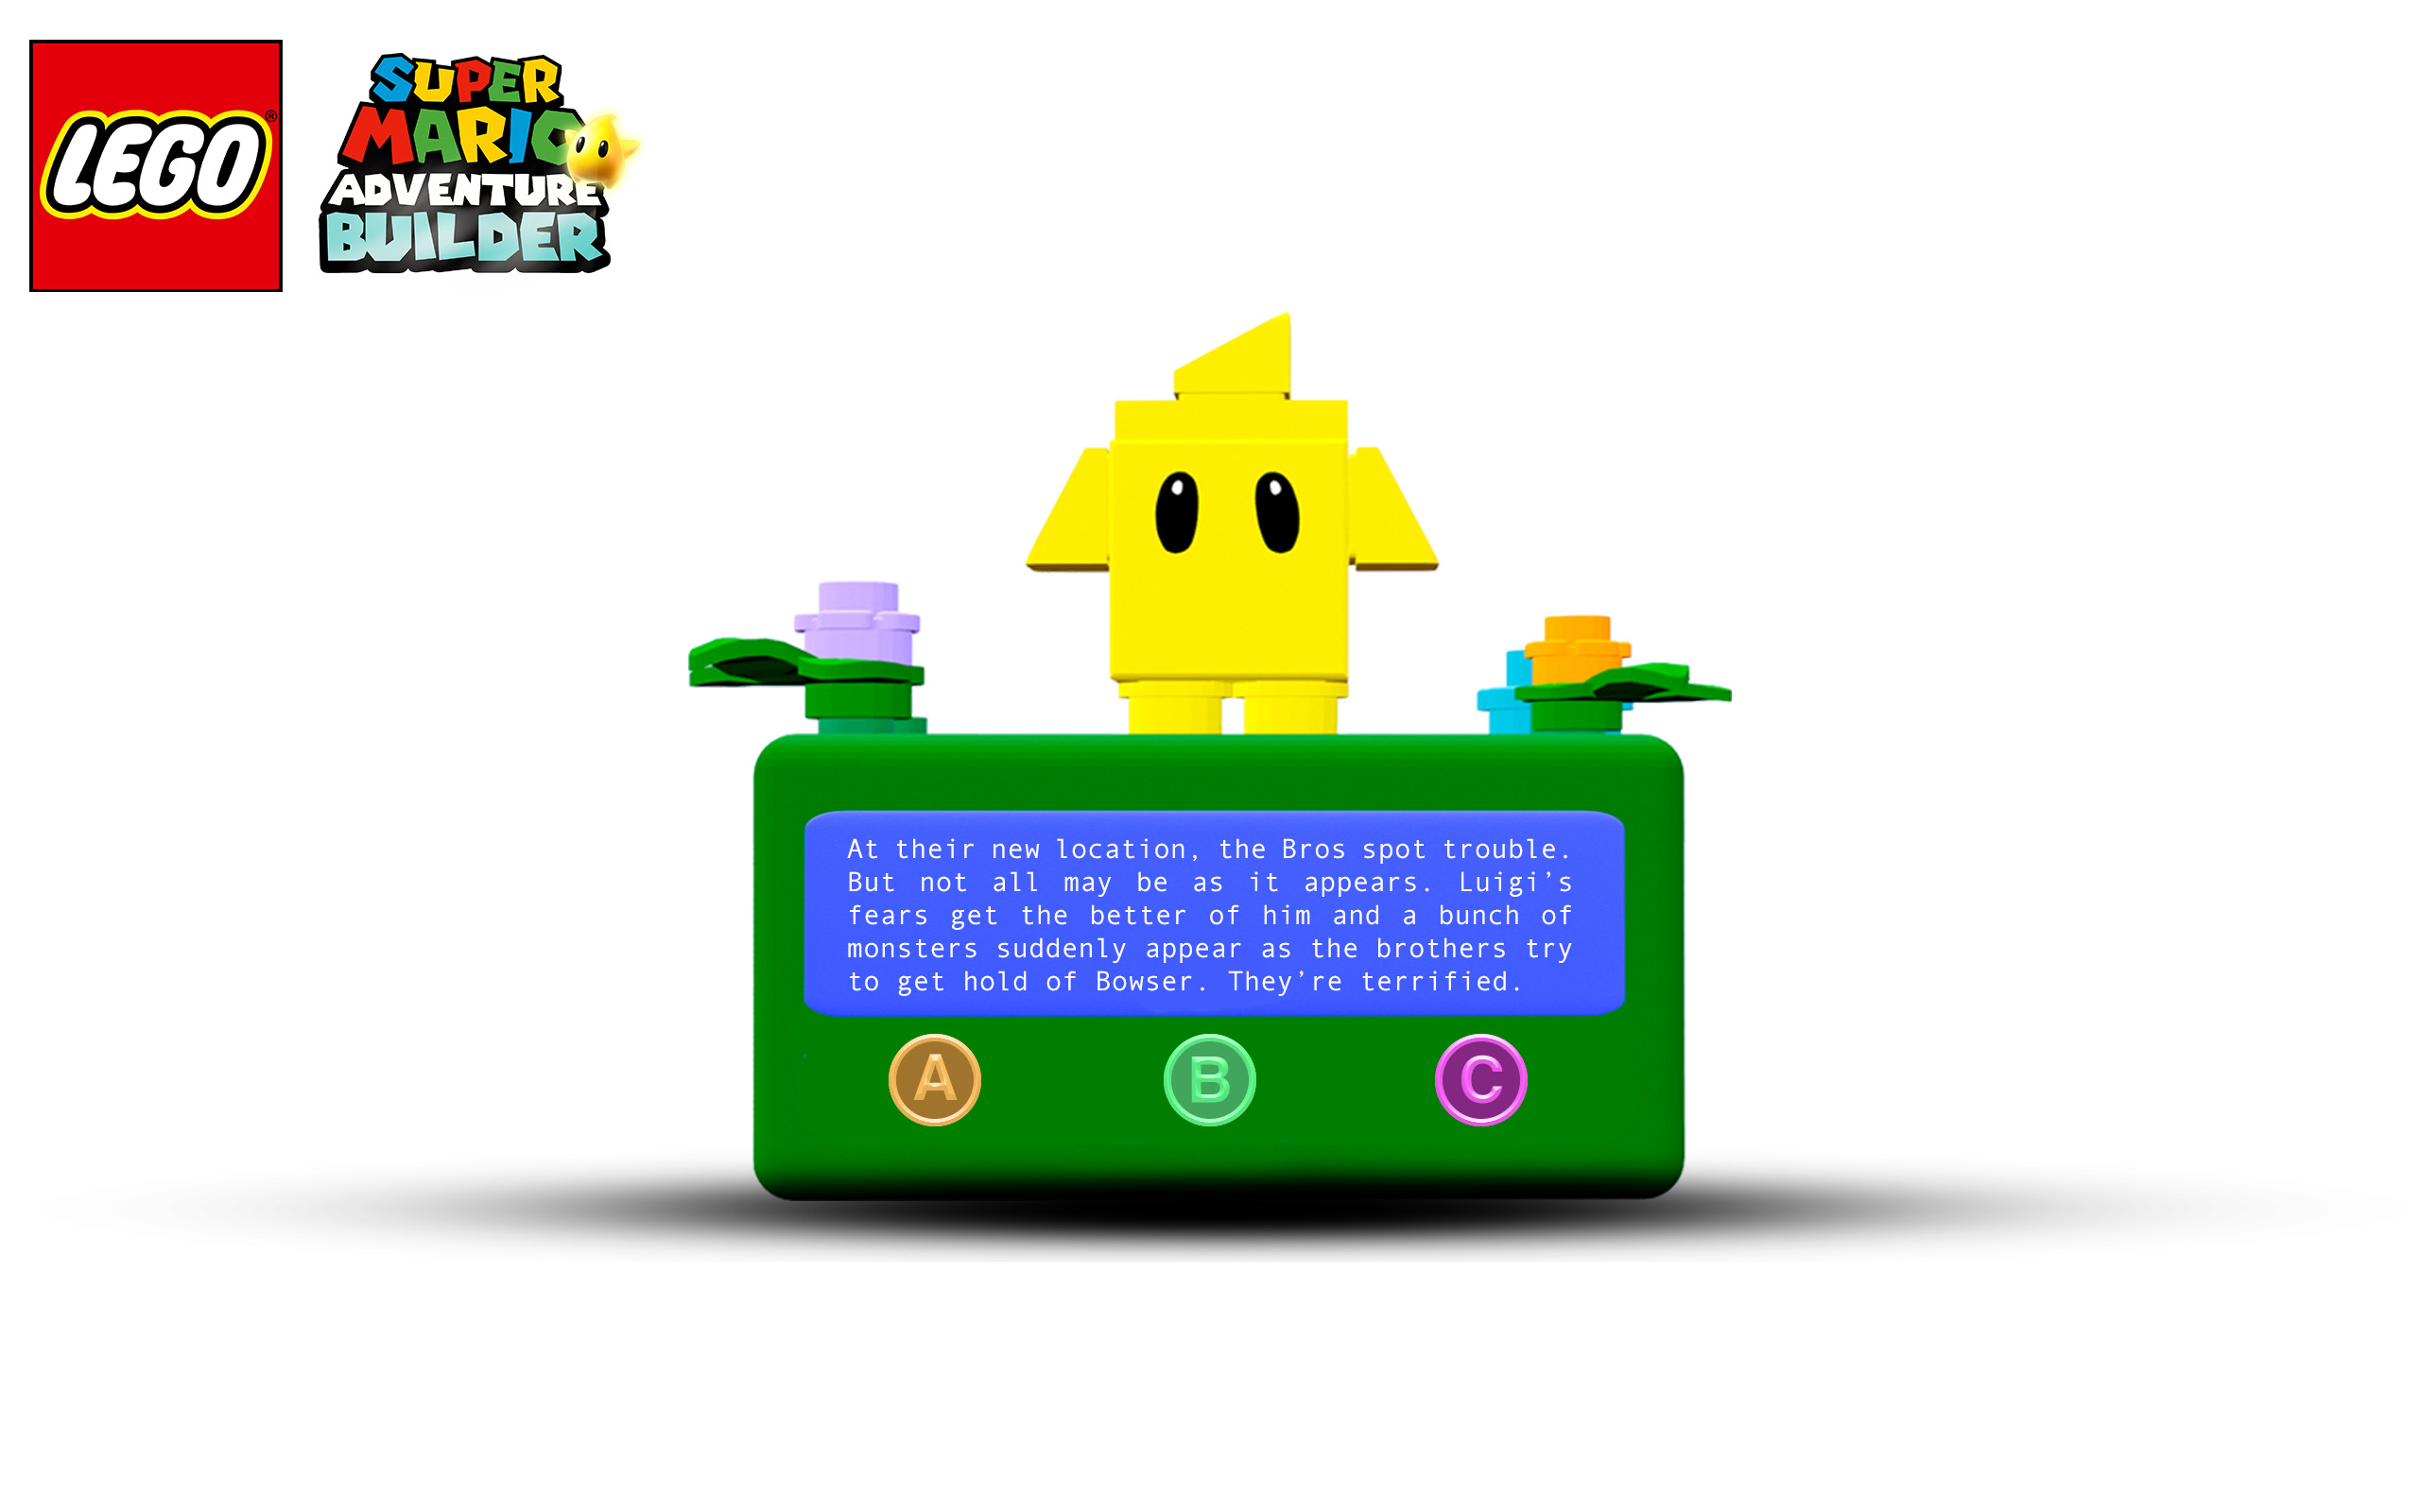 LEGO®
SUPER
MARIO
ADVENTURE
BUILDER
At their new location, the Bros spot trouble.
But not all may be as it appears. Luigi’s
fears get the better of him and a bunch of
monsters suddenly appear as the brothers try
to get hold of Bowser. They’re terrified.
A B C